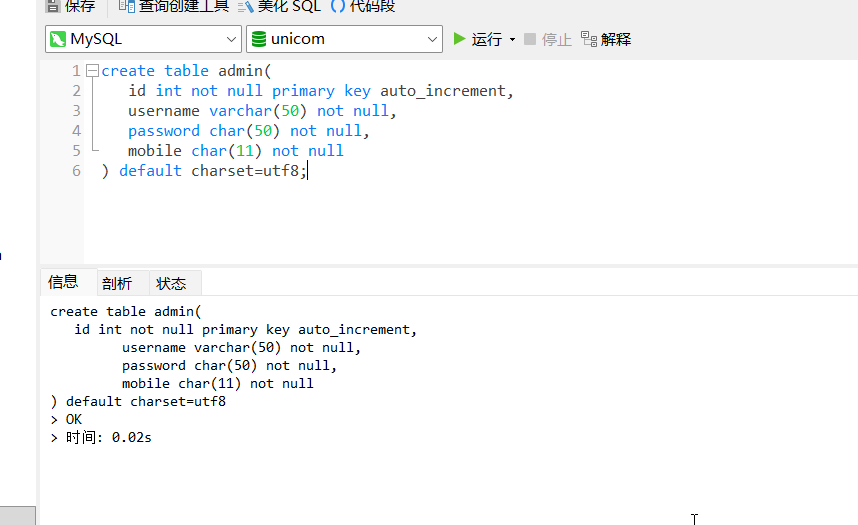 保存 查询创建工具 美化 SQL () 代码段
MySQL unicom 运行 停止 解释
1 create table admin(
2 id int not null primary key auto_increment,
3 username varchar(50) not null,
4 password char(50) not null,
5 mobile char(11) not null
6 ) default charset=utf8;
信息 剖析 状态
create table admin(
id int not null primary key auto_increment,
username varchar(50) not null,
password char(50) not null,
mobile char(11) not null
) default charset=utf8
> OK
> 时间: 0.02s